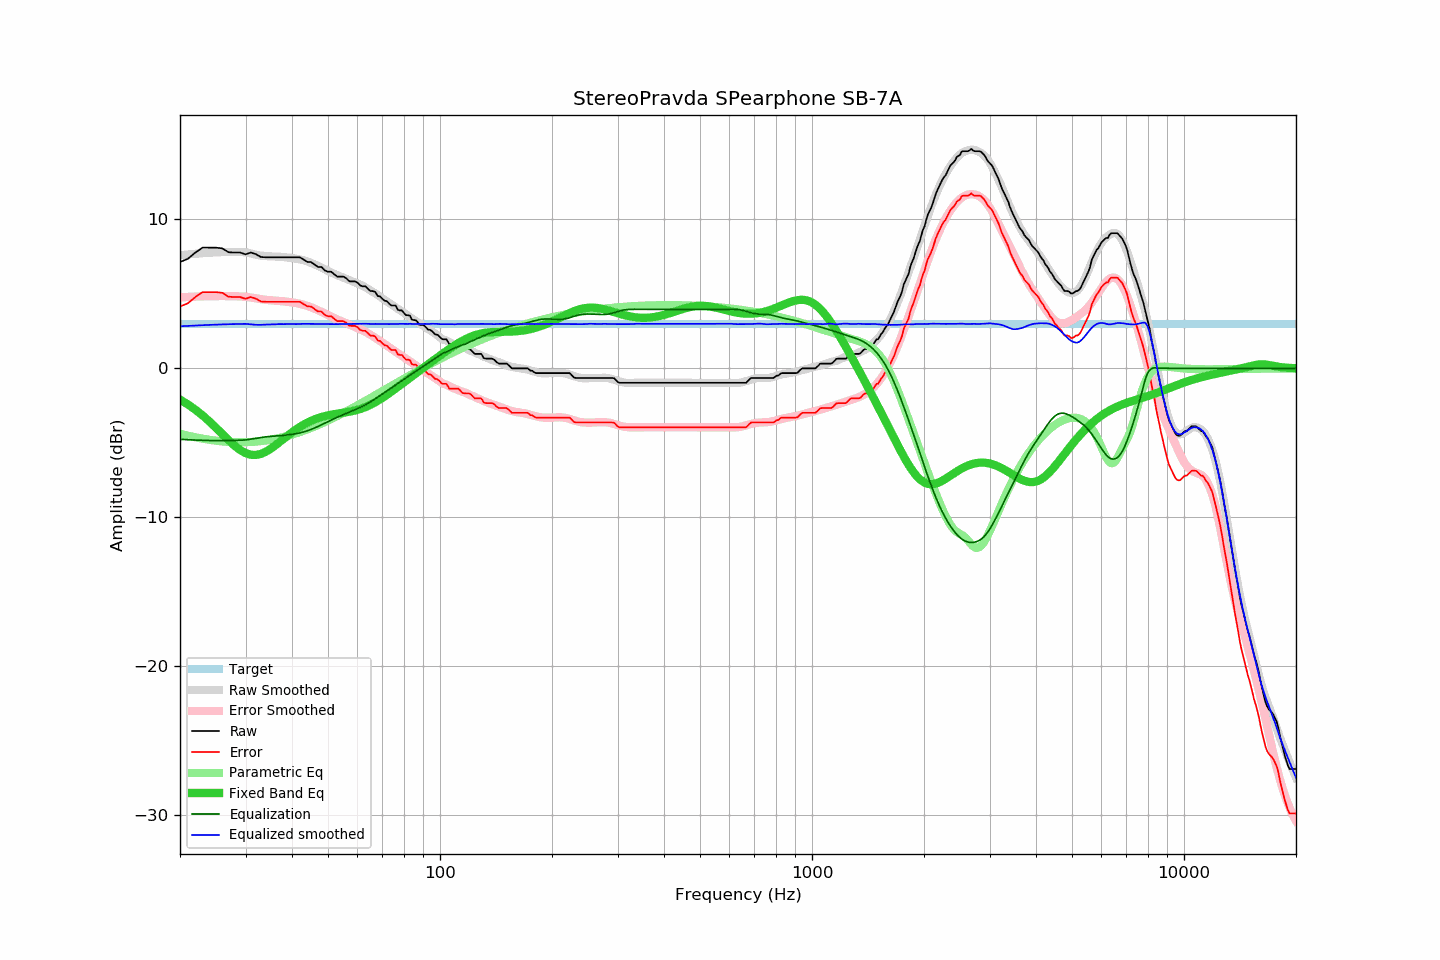 StereoPravda SPearphone SB-7A
Amplitude (dBr)
10
0
−10
−20
−30
Target
Raw Smoothed
Error Smoothed
Raw
Error
Parametric Eq
Fixed Band Eq
Equalization
Equalized smoothed
100
1000
10000
Frequency (Hz)